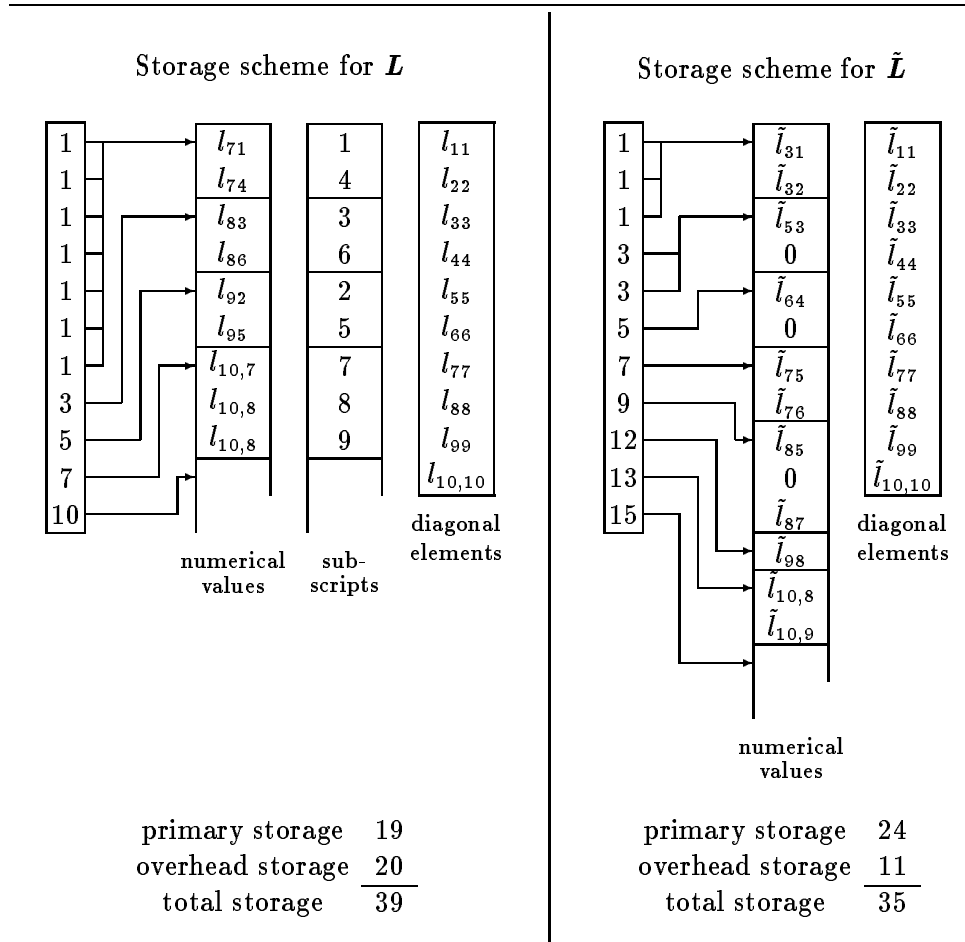 Storage scheme for L
1 l₇₁ 1 l₁₁
1 l₇₄ 4 l₂₂
1 l₈₃ 3 l₃₃
1 l₈₆ 6 l₄₄
1 l₉₂ 2 l₅₅
1 l₉₅ 5 l₆₆
1 l₁₀,₇ 7 l₇₇
3 l₁₀,₈ 8 l₈₈
5 l₁₀,₈ 9 l₉₉
7 l₁₀,₁₀
10
diagonal
elements
numerical
values
sub-
scripts
primary storage 19
overhead storage 20
total storage 39
Storage scheme for L̃
1 l̃₃₁ l̃₁₁
1 l̃₃₂ l̃₂₂
1 l̃₅₃ l̃₃₃
3 0 l̃₄₄
3 l̃₆₄ l̃₅₅
5 0 l̃₆₆
7 l̃₇₅ l̃₇₇
9 l̃₇₆ l̃₈₈
12 l̃₈₅ l̃₉₉
13 0 l̃₁₀,₁₀
15 l̃₈₇
l̃₉₈
l̃₁₀,₈
l̃₁₀,₉
diagonal
elements
numerical
values
primary storage 24
overhead storage 11
total storage 35